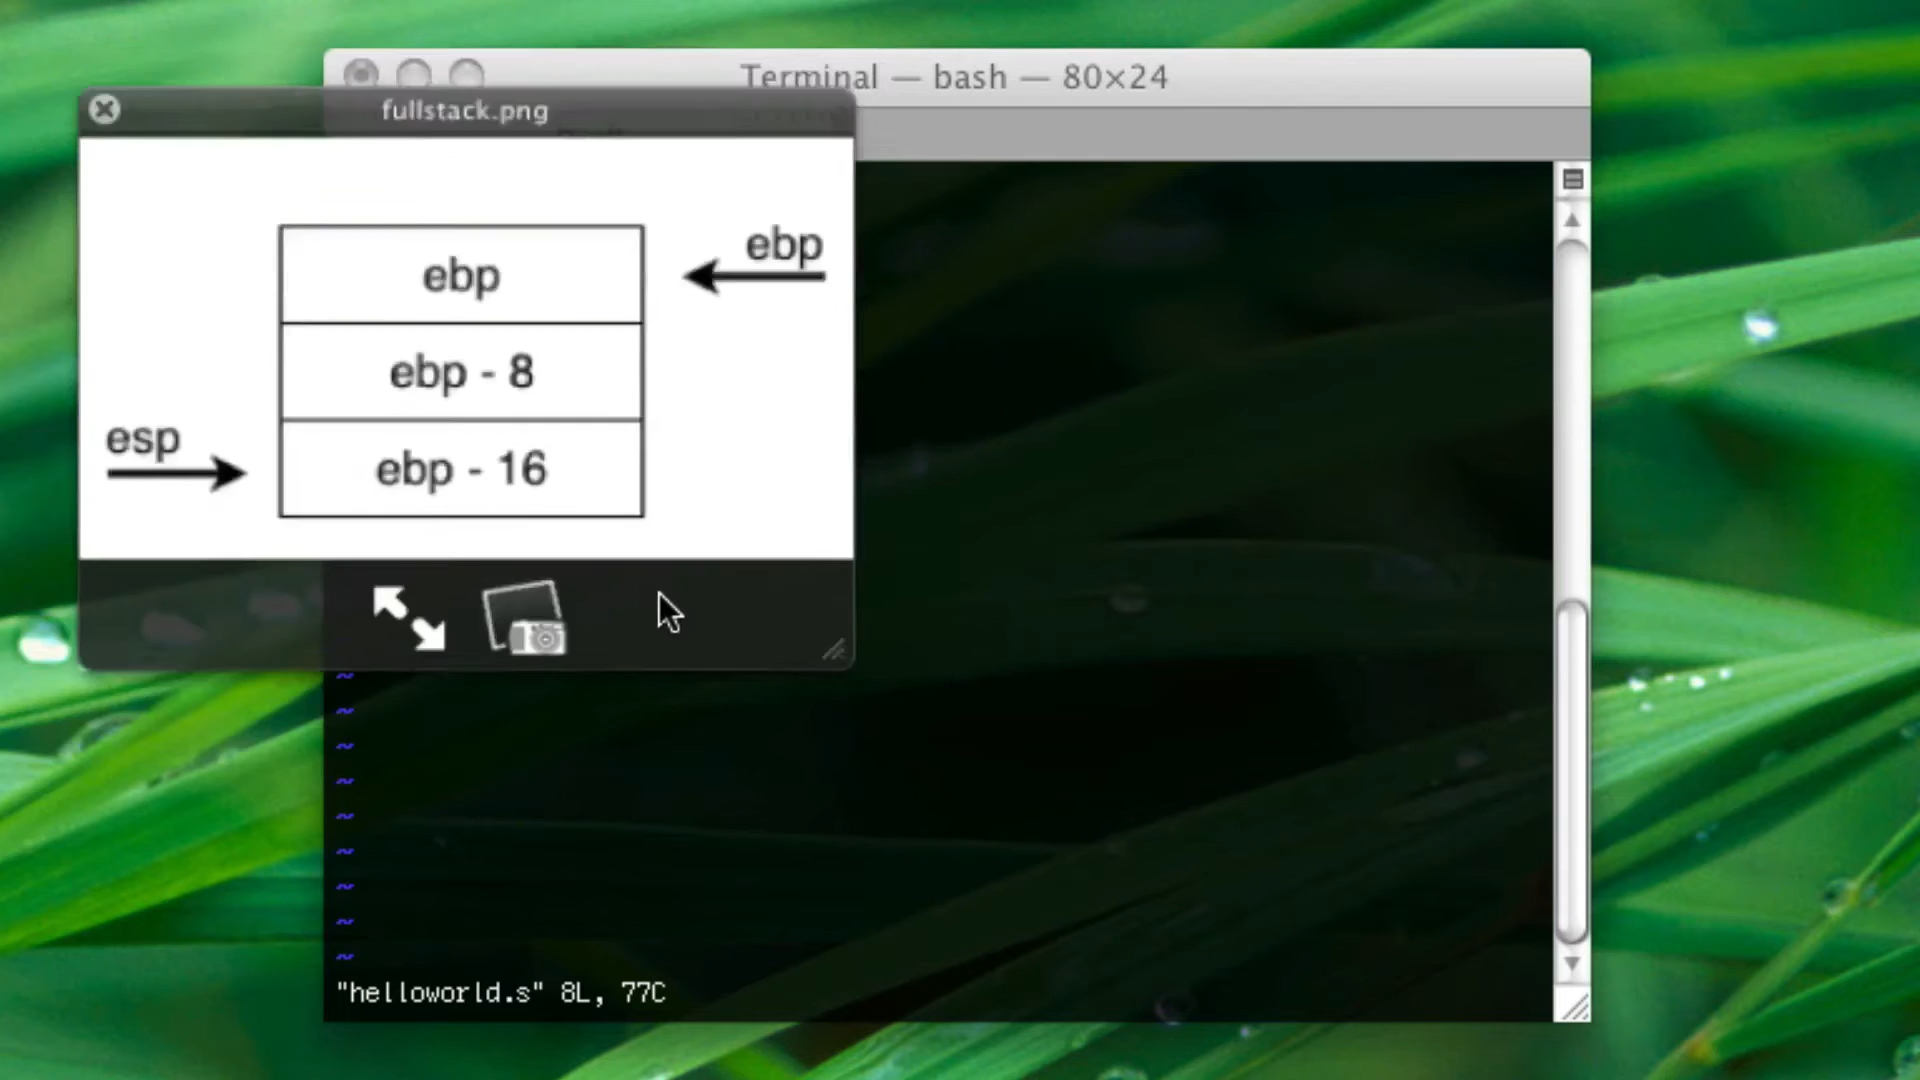 Terminal — bash — 80×24
fullstack.png
ebp
ebp
ebp - 8
esp
ebp - 16
~
~
~
~
~
~
~
~
~
"helloworld.s" 8L, 77C